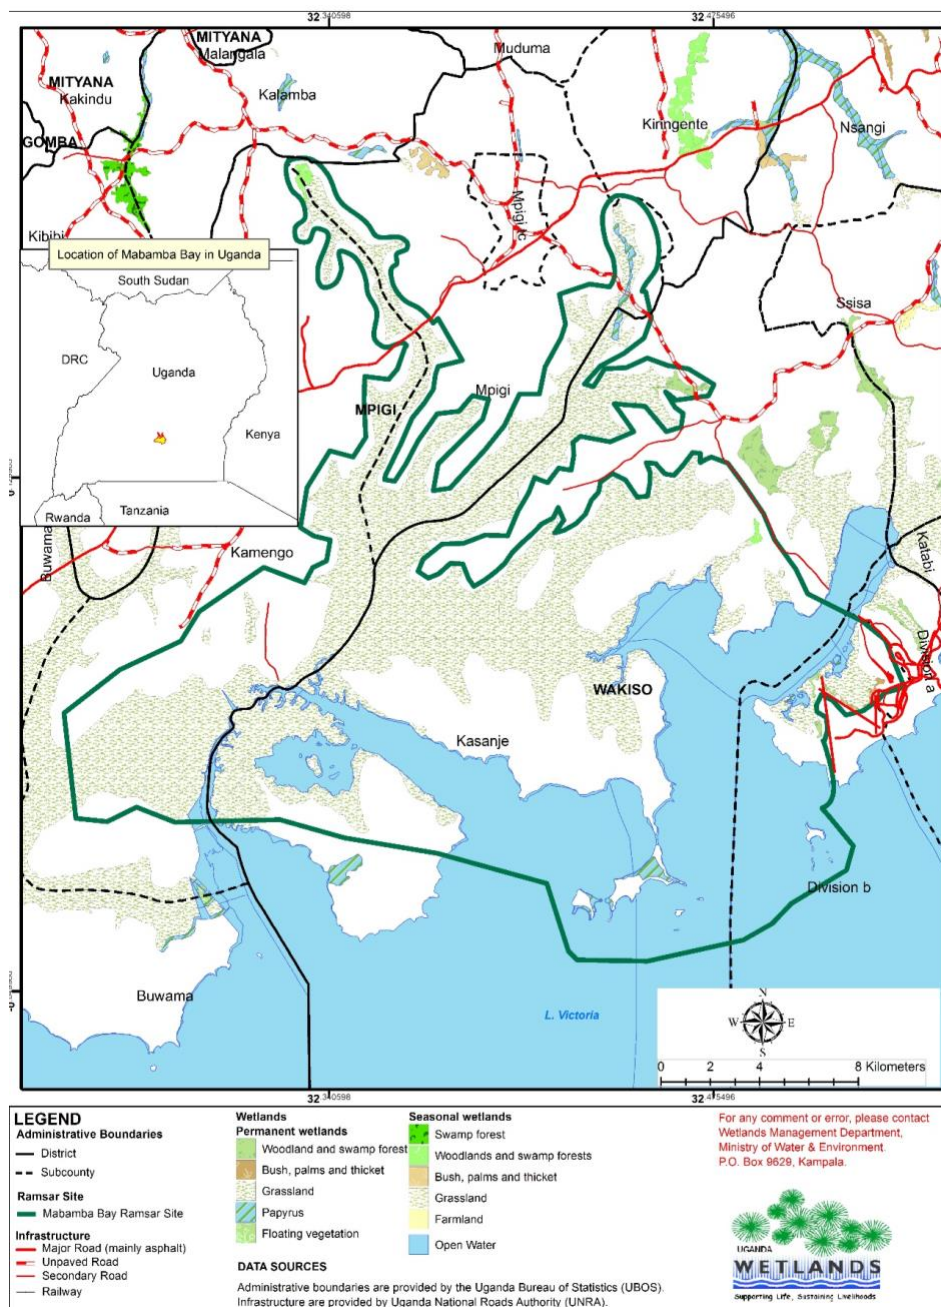 32 340598
32 475496
MITYANA
Malangala
Muduma
MITYANA
Kakindu
Kalamba
GOMBA
Kiringente
Nsangi
Kibibi
Mpigi tc
Location of Mabamba Bay in Uganda
South Sudan
Ssisa
DRC
Uganda
MPIGI
Mpigi
Kenya
Rwanda
Tanzania
Buwama
Kamengo
Katabi
Division a
WAKISO
Kasanje
Division b
Buwama
L. Victoria
N
W
E
S
0 2 4 8 Kilometers
32 340598
32 475496
LEGEND
Administrative Boundaries
District
Subcounty
Ramsar Site
Mabamba Bay Ramsar Site
Infrastructure
Major Road (mainly asphalt)
Unpaved Road
Secondary Road
Railway
Wetlands
Permanent wetlands
Woodland and swamp forest
Bush, palms and thicket
Grassland
Papyrus
Floating vegetation
Seasonal wetlands
Swamp forest
Woodlands and swamp forests
Bush, palms and thicket
Grassland
Farmland
Open Water
DATA SOURCES
Administrative boundaries are provided by the Uganda Bureau of Statistics (UBOS).
Infrastructure are provided by Uganda National Roads Authority (UNRA).
For any comment or error, please contact
Wetlands Management Department,
Ministry of Water & Environment.
P.O. Box 9629, Kampala.
UGANDA
WETLANDS
Supporting Life, Sustaining Livelihoods